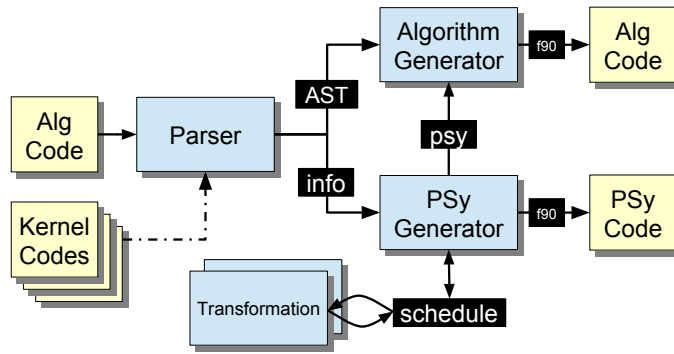 Algorithm
Generator
f90
Alg
Code
AST
Alg
Code
Parser
psy
info
PSy
Generator
f90
PSy
Code
Kernel
Codes
Transformation
schedule